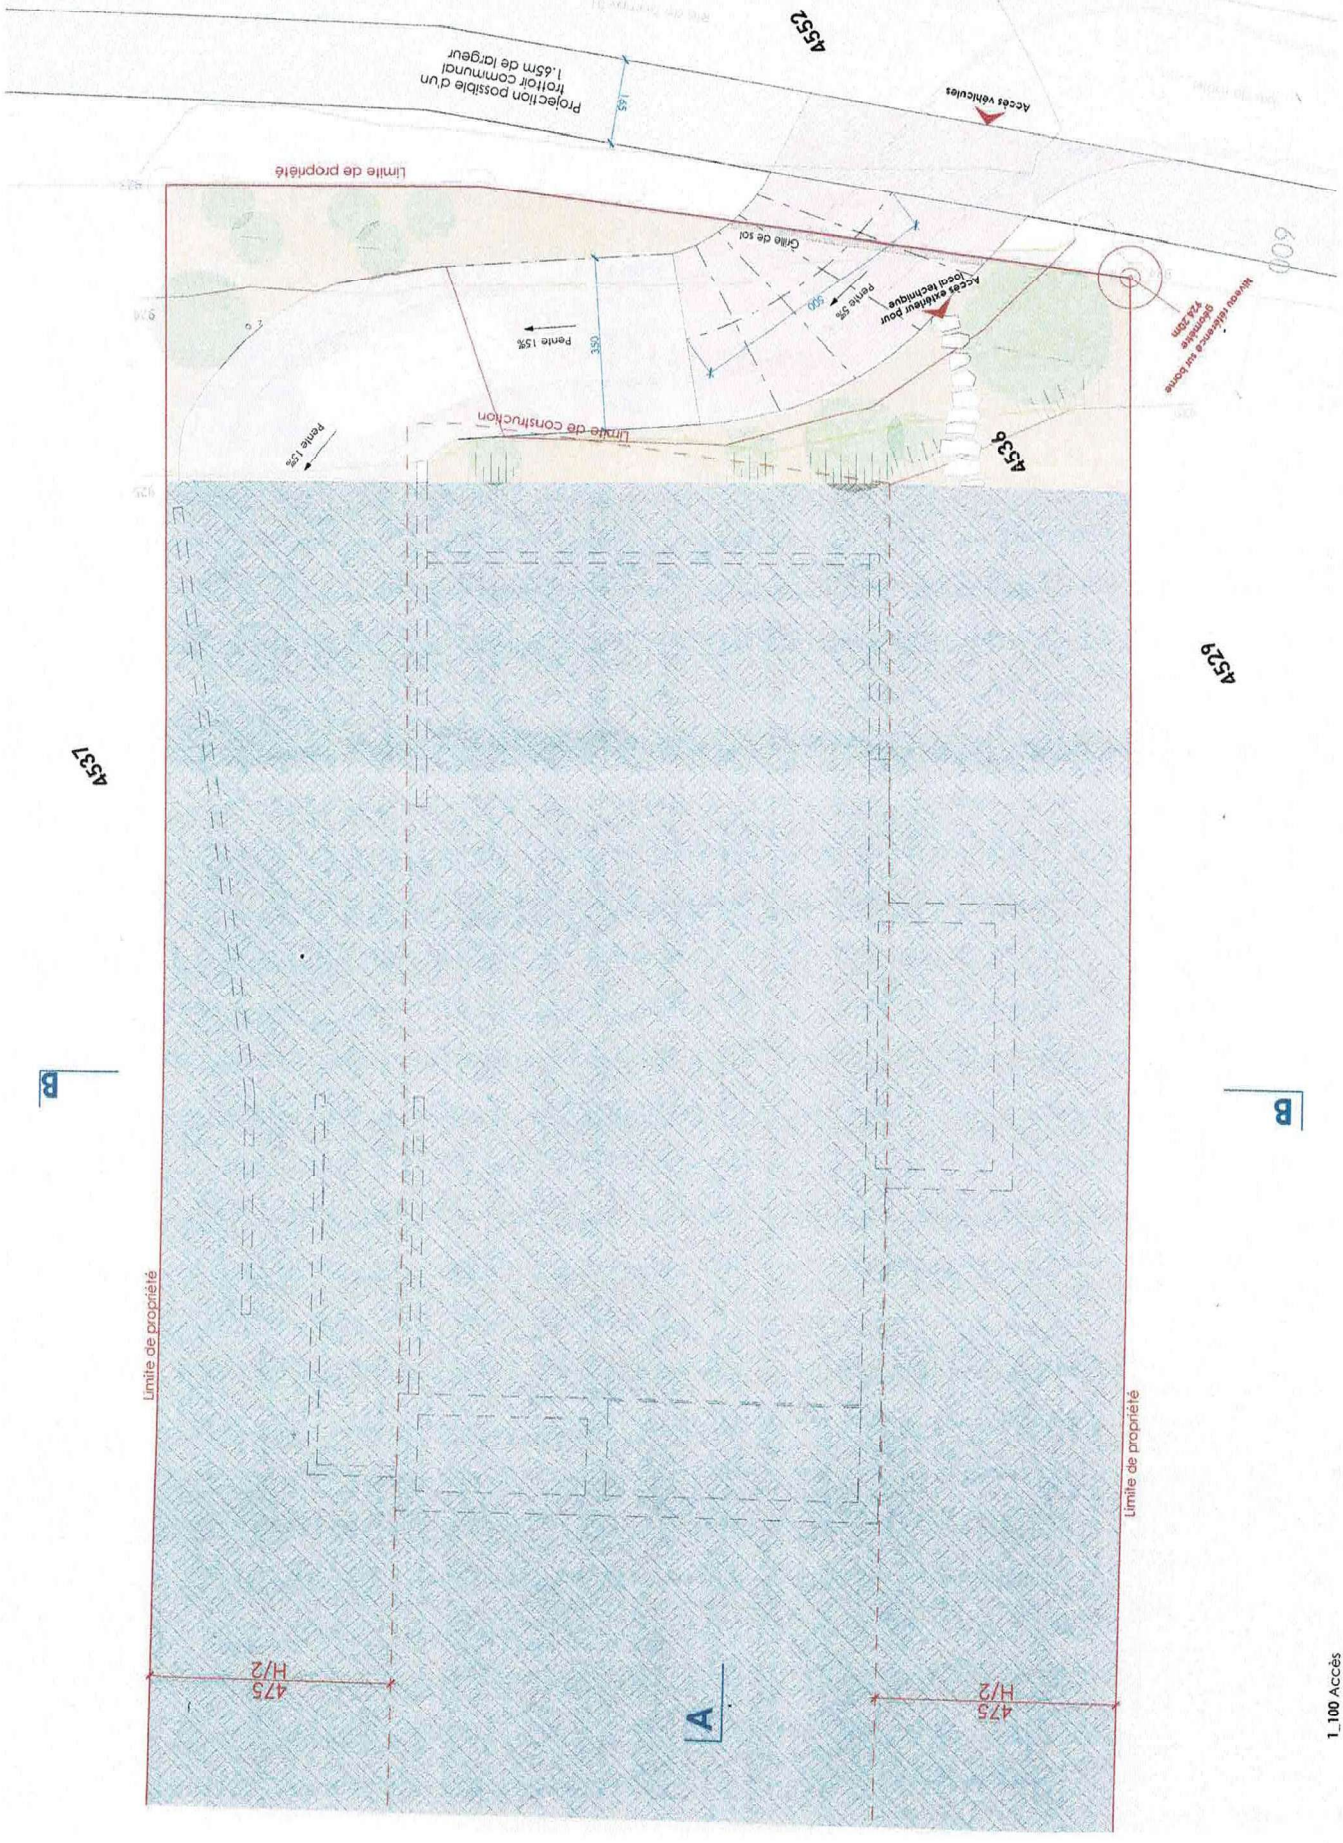 4552
Projection possible d'un
trottoir communal
1.65m de largeur
165
Accès véhicules
Limite de propriété
Grille de sol
Accès extérieur pour
local technique
Pente 5%
500
Pente 15%
350
Limite de construction
Pente 15%
Niveau référence sur borne
géomètre
924.20m
009
924
925
4536
4529
4537
B
B
Limite de propriété
Limite de propriété
475
H/2
475
H/2
A
1_100 Accès